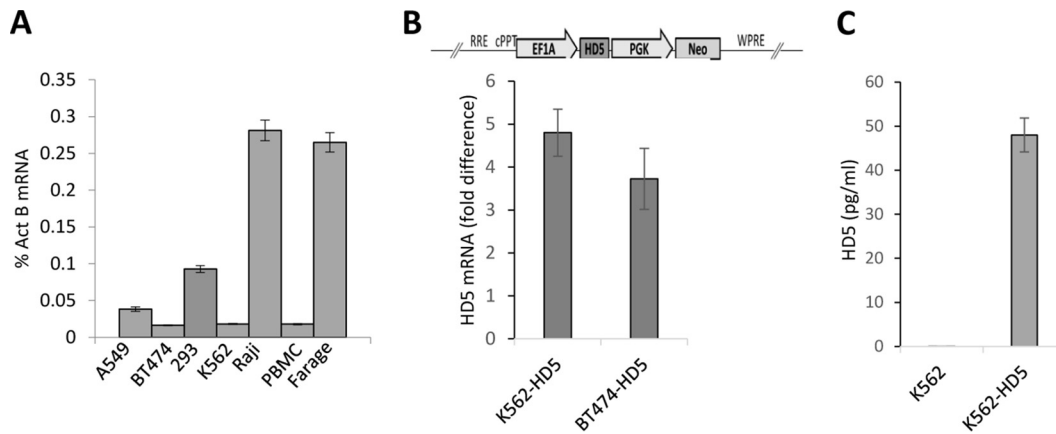 A
% Act B mRNA
0.35
0.3
0.25
0.2
0.15
0.1
0.05
0
A549
BT474
293
K562
Raji
PBMC
Farage
B
RRE cPPT EF1A HD5 PGK Neo WPRE
HD5 mRNA (fold difference)
6
5
4
3
2
1
0
K562-HD5
BT474-HD5
C
HD5 (pg/ml)
60
50
40
30
20
10
0
K562
K562-HD5